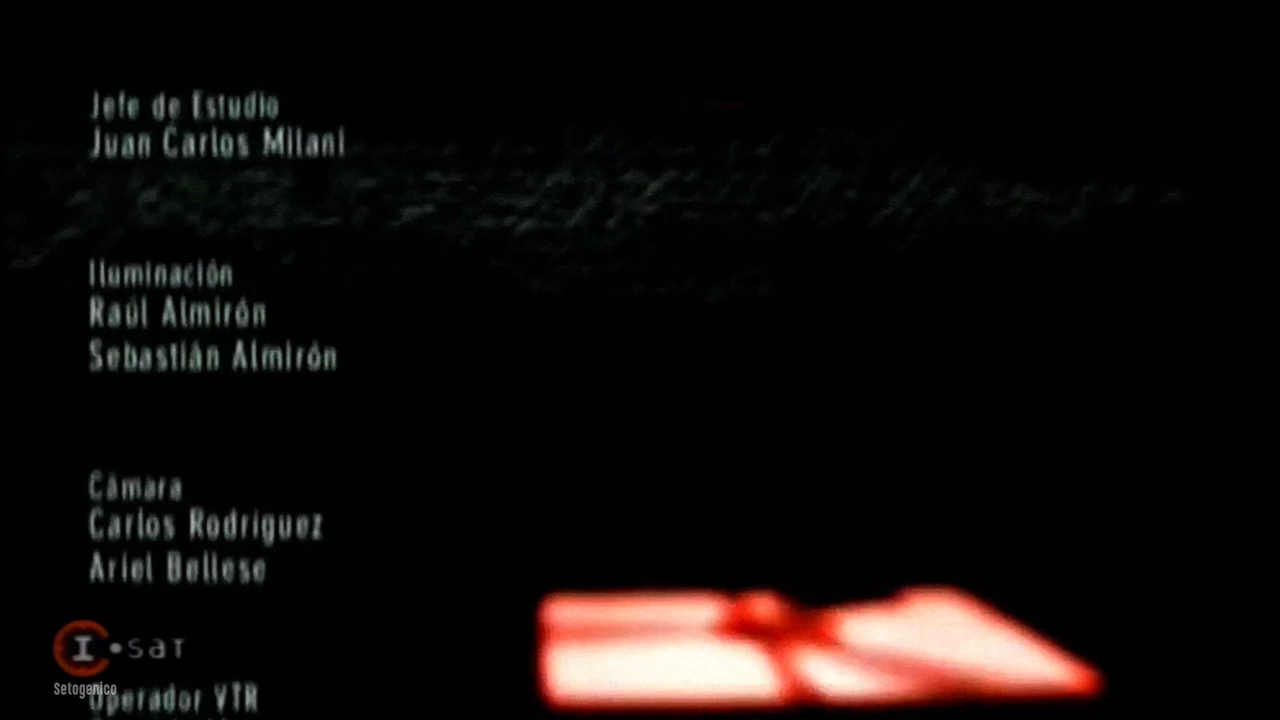 Jefe de Estudio
Juan Carlos Milani
Iluminación
Raúl Almirón
Sebastián Almirón
Cámara
Carlos Rodriguez
Ariel Bellese
I•sat
Setogenico
Operador VTR